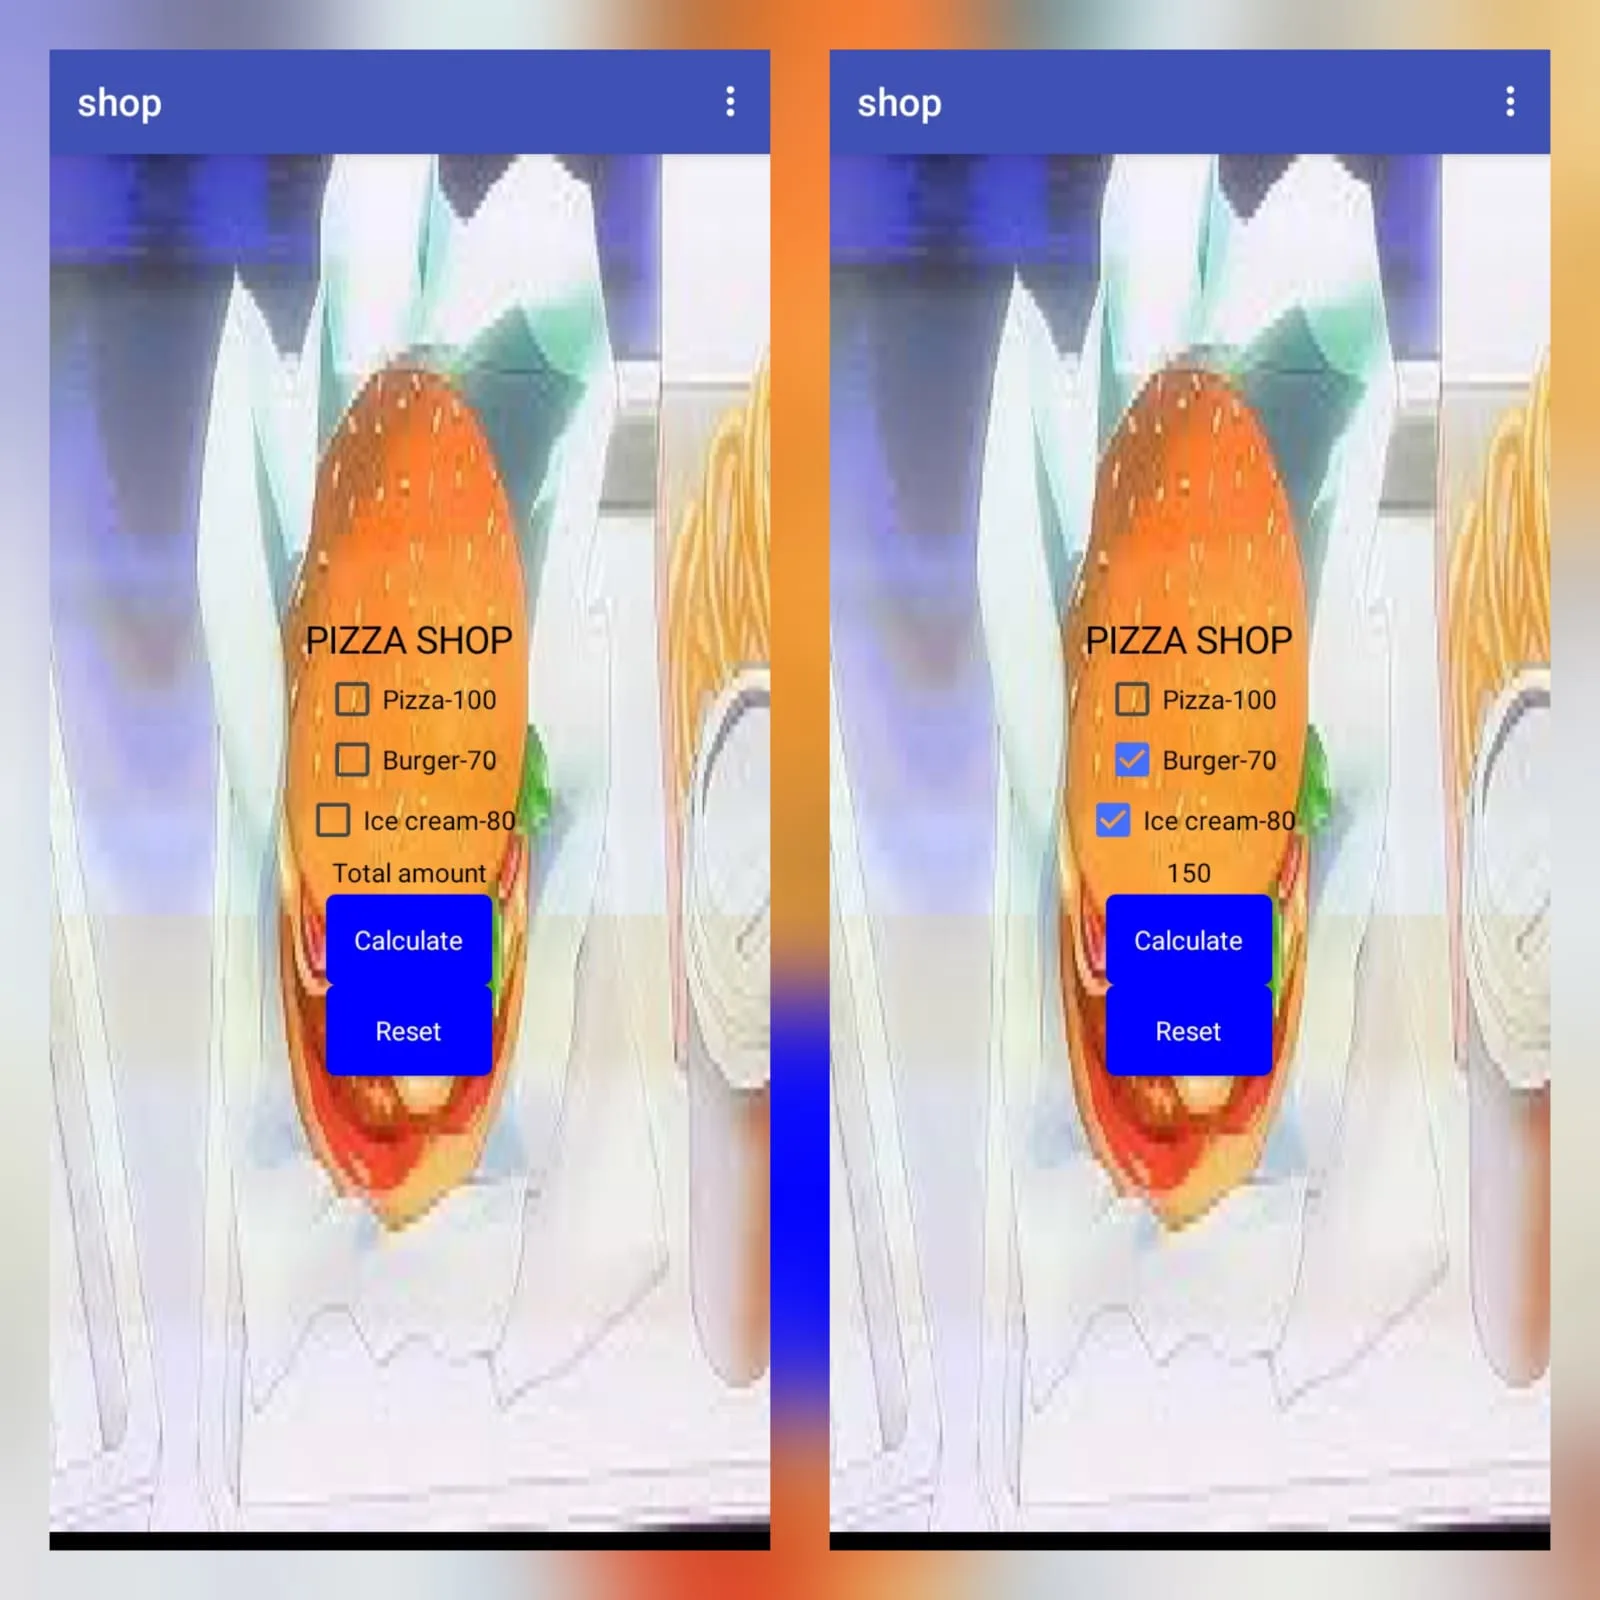 shop
PIZZA SHOP
Pizza-100
Burger-70
Ice cream-80
Total amount
Calculate
Reset
shop
PIZZA SHOP
Pizza-100
Burger-70
Ice cream-80
150
Calculate
Reset